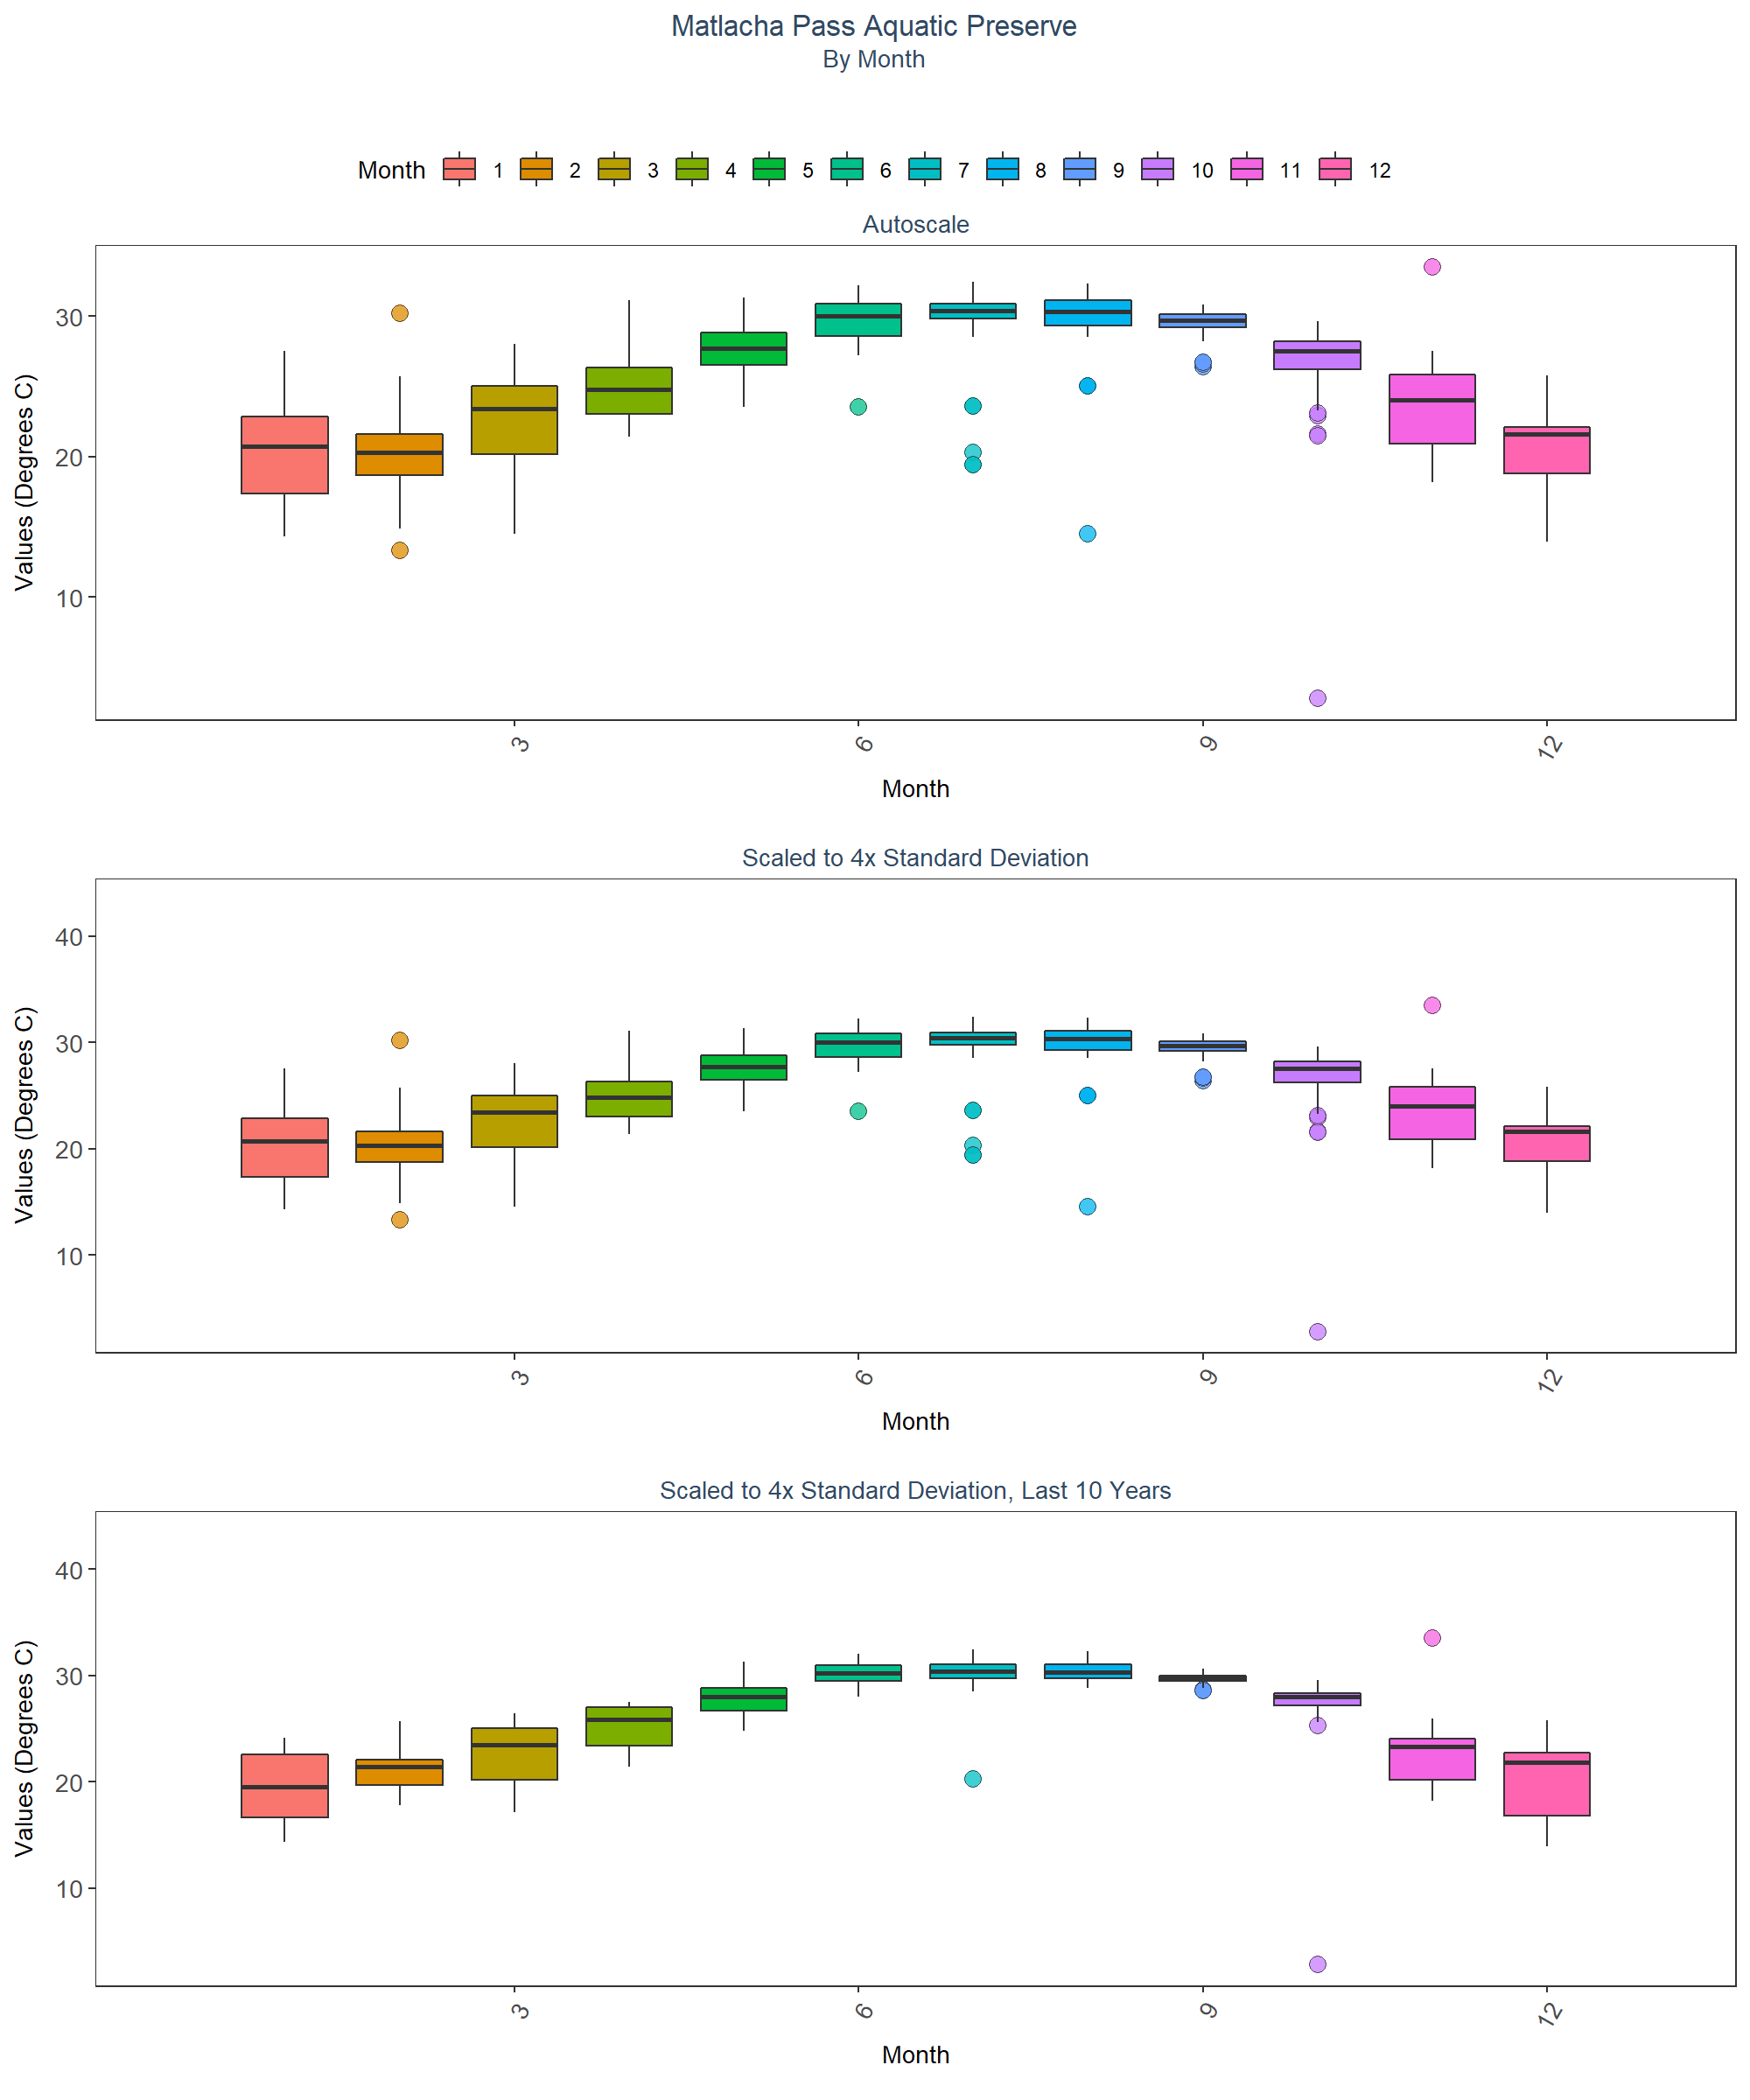 Matlacha Pass Aquatic Preserve
By Month
Month 1 2 3 4 5 6 7 8 9 10 11 12
Autoscale
Values (Degrees C)
30
20
10
3 6 9 12
Month
Scaled to 4x Standard Deviation
Values (Degrees C)
40
30
20
10
3 6 9 12
Month
Scaled to 4x Standard Deviation, Last 10 Years
Values (Degrees C)
40
30
20
10
3 6 9 12
Month